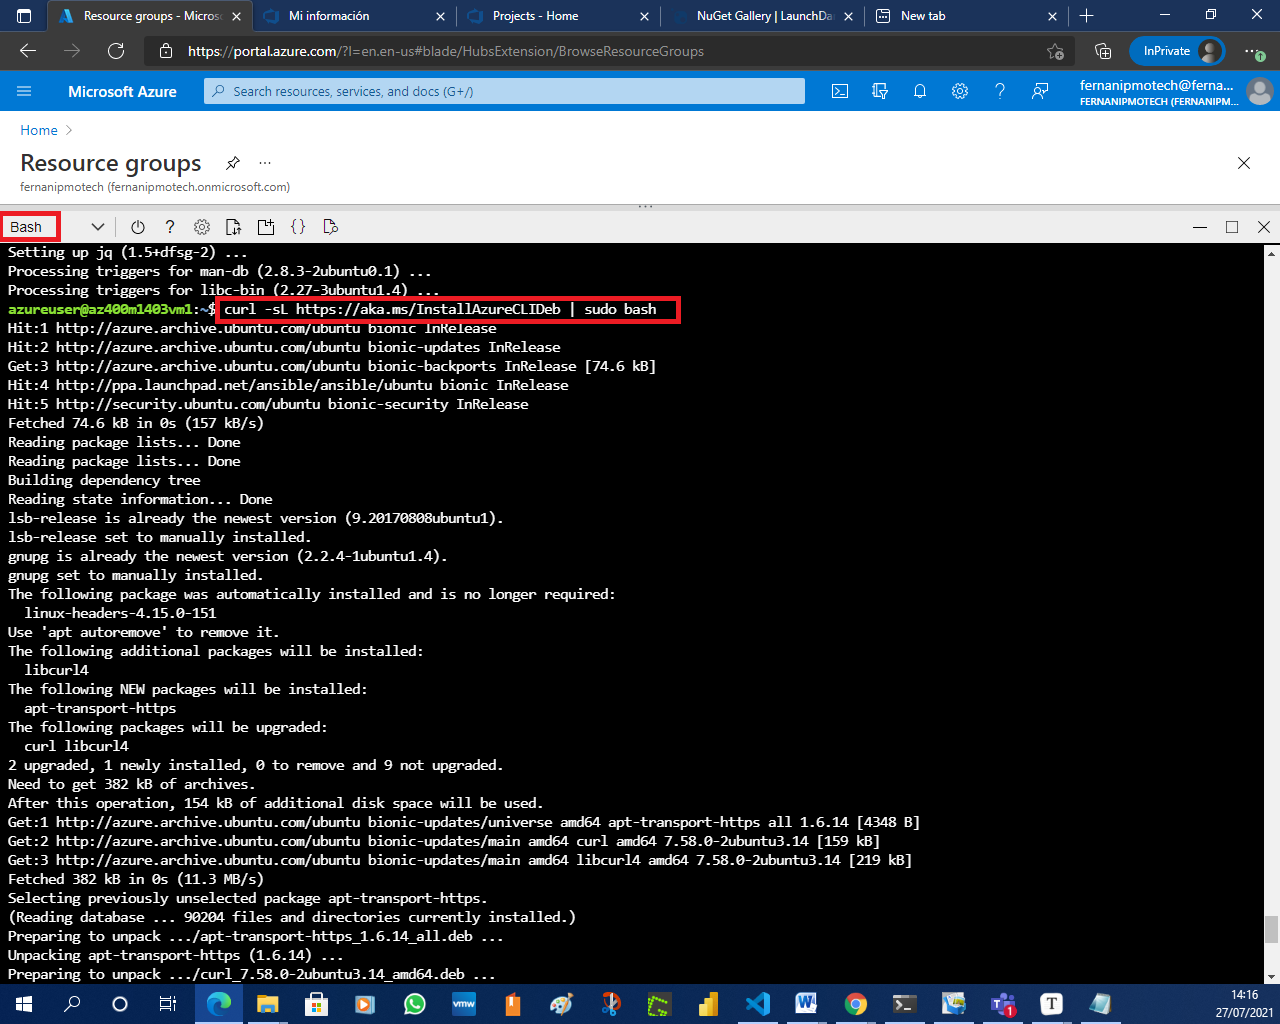 Resource groups - Microsc
Mi información
Projects - Home
NuGet Gallery | LaunchDa
New tab
https://portal.azure.com/?l=en.en-us#blade/HubsExtension/BrowseResourceGroups
InPrivate
Microsoft Azure
Search resources, services, and docs (G+/)
fernanipmotech@ferna...
FERNANIPMOTECH (FERNANIPM...
Home
Resource groups
fernanipmotech (fernanipmotech.onmicrosoft.com)
Bash
Setting up jq (1.5+dfsg-2) ...
Processing triggers for man-db (2.8.3-2ubuntu0.1) ...
Processing triggers for libc-bin (2.27-3ubuntu1.4) ...
azureuser@az400m1403vm1:~$ curl -sL https://aka.ms/InstallAzureCLIDeb | sudo bash
Hit:1 http://azure.archive.ubuntu.com/ubuntu bionic InRelease
Hit:2 http://azure.archive.ubuntu.com/ubuntu bionic-updates InRelease
Get:3 http://azure.archive.ubuntu.com/ubuntu bionic-backports InRelease [74.6 kB]
Hit:4 http://ppa.launchpad.net/ansible/ansible/ubuntu bionic InRelease
Hit:5 http://security.ubuntu.com/ubuntu bionic-security InRelease
Fetched 74.6 kB in 0s (157 kB/s)
Reading package lists... Done
Reading package lists... Done
Building dependency tree
Reading state information... Done
lsb-release is already the newest version (9.20170808ubuntu1).
lsb-release set to manually installed.
gnupg is already the newest version (2.2.4-1ubuntu1.4).
gnupg set to manually installed.
The following package was automatically installed and is no longer required:
linux-headers-4.15.0-151
Use 'apt autoremove' to remove it.
The following additional packages will be installed:
libcurl4
The following NEW packages will be installed:
apt-transport-https
The following packages will be upgraded:
curl libcurl4
2 upgraded, 1 newly installed, 0 to remove and 9 not upgraded.
Need to get 382 kB of archives.
After this operation, 154 kB of additional disk space will be used.
Get:1 http://azure.archive.ubuntu.com/ubuntu bionic-updates/universe amd64 apt-transport-https all 1.6.14 [4348 B]
Get:2 http://azure.archive.ubuntu.com/ubuntu bionic-updates/main amd64 curl amd64 7.58.0-2ubuntu3.14 [159 kB]
Get:3 http://azure.archive.ubuntu.com/ubuntu bionic-updates/main amd64 libcurl4 amd64 7.58.0-2ubuntu3.14 [219 kB]
Fetched 382 kB in 0s (11.3 MB/s)
Selecting previously unselected package apt-transport-https.
(Reading database ... 90204 files and directories currently installed.)
Preparing to unpack .../apt-transport-https_1.6.14_all.deb ...
Unpacking apt-transport-https (1.6.14) ...
Preparing to unpack .../curl_7.58.0-2ubuntu3.14_amd64.deb ...
vmw
14:16
27/07/2021